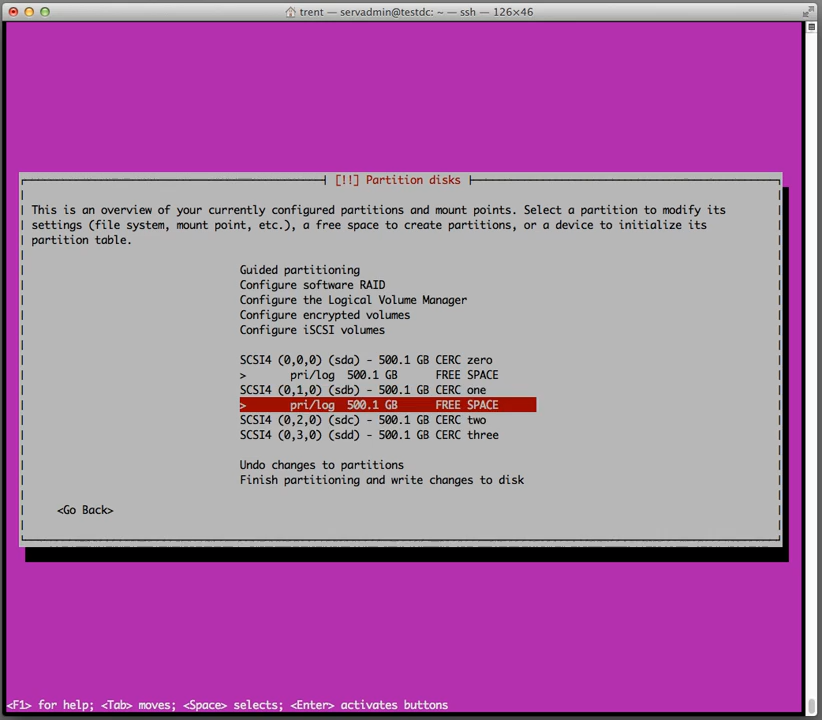 trent — servadmin@testdc: ~ — ssh — 126×46
[!!] Partition disks
This is an overview of your currently configured partitions and mount points. Select a partition to modify its
settings (file system, mount point, etc.), a free space to create partitions, or a device to initialize its
partition table.
Guided partitioning
Configure software RAID
Configure the Logical Volume Manager
Configure encrypted volumes
Configure iSCSI volumes
SCSI4 (0,0,0) (sda) - 500.1 GB CERC zero
> pri/log 500.1 GB FREE SPACE
SCSI4 (0,1,0) (sdb) - 500.1 GB CERC one
> pri/log 500.1 GB FREE SPACE
SCSI4 (0,2,0) (sdc) - 500.1 GB CERC two
SCSI4 (0,3,0) (sdd) - 500.1 GB CERC three
Undo changes to partitions
Finish partitioning and write changes to disk
<Go Back>
<F1> for help; <Tab> moves; <Space> selects; <Enter> activates buttons